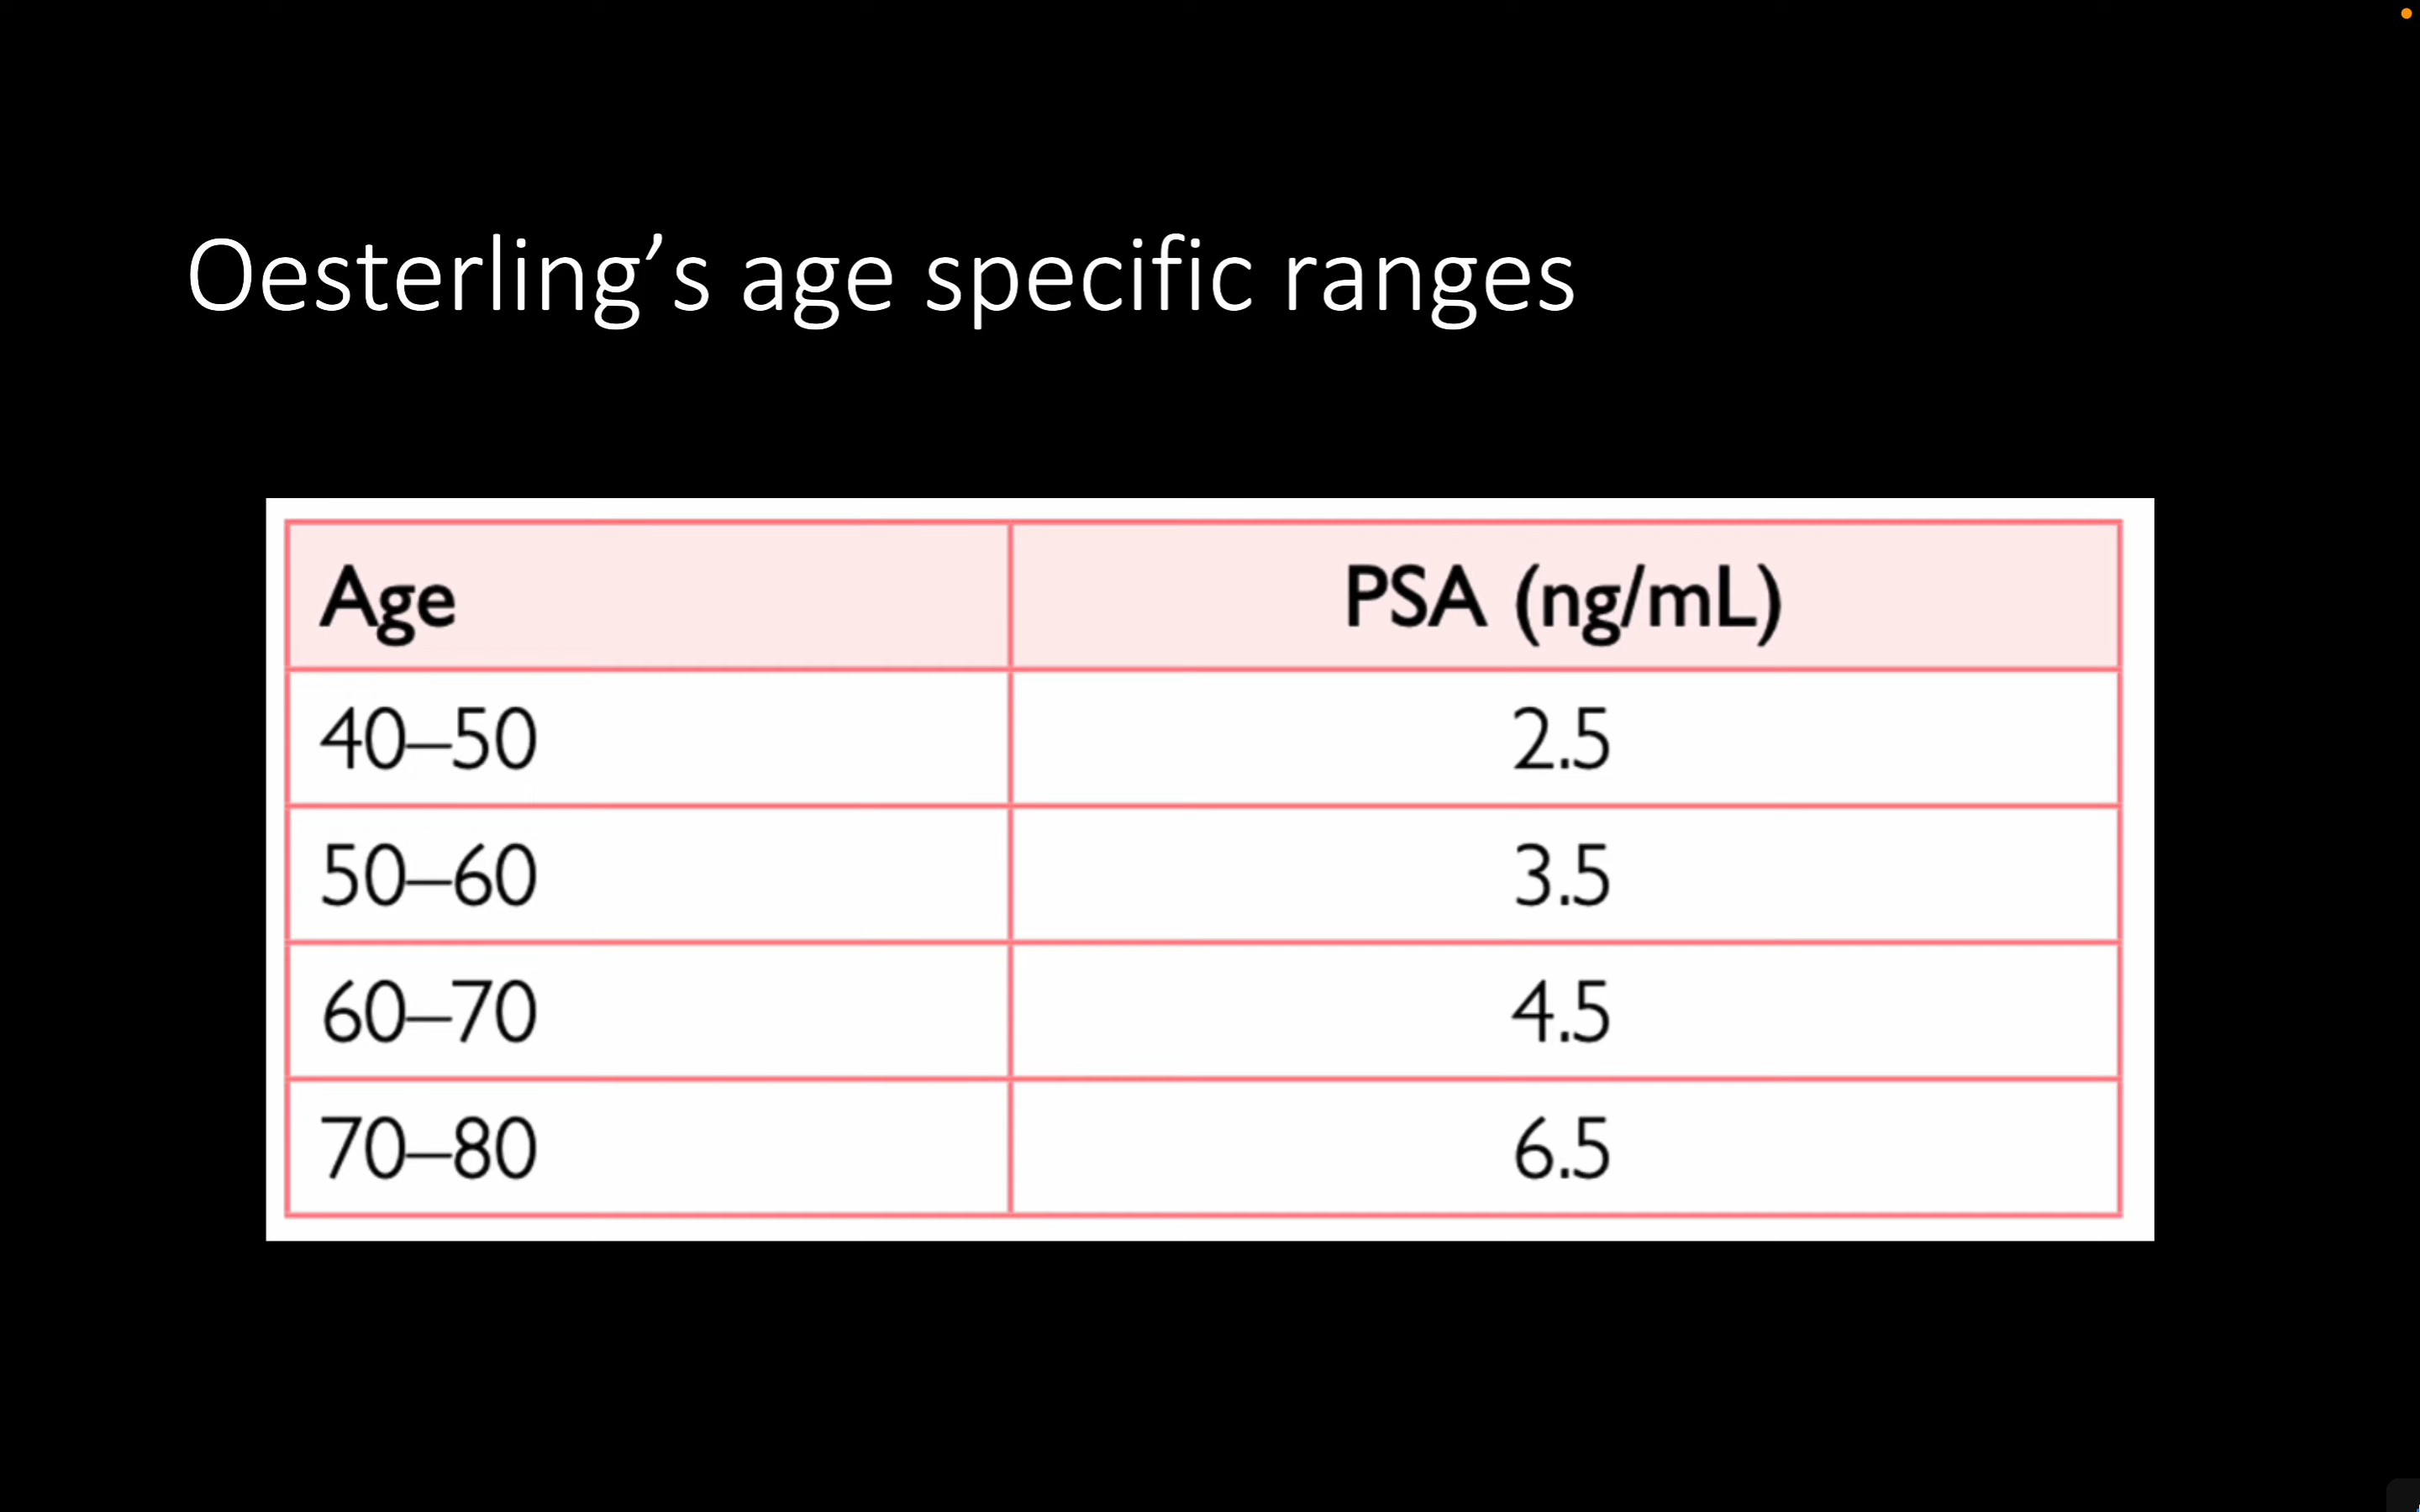 Oesterling’s age specific ranges
Age PSA (ng/mL)
40–50 2.5
50–60 3.5
60–70 4.5
70–80 6.5